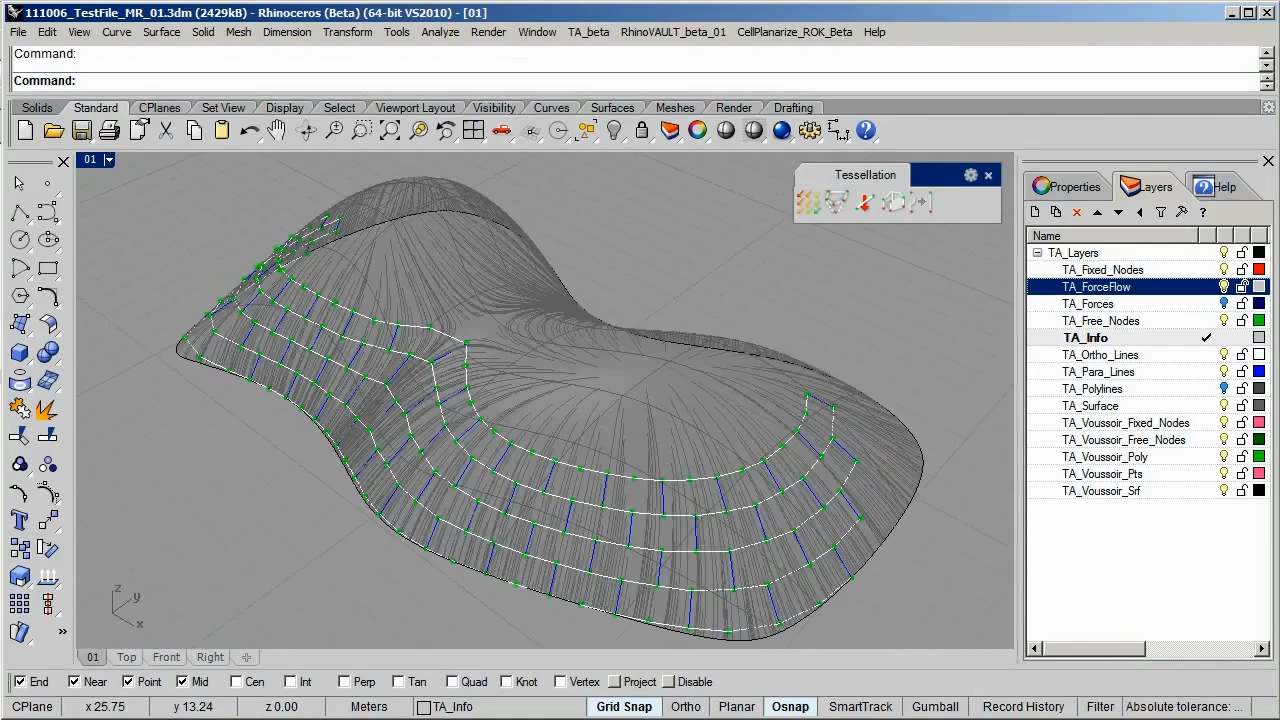 111006_TestFile_MR_01.3dm (2429kB) - Rhinoceros (Beta) (64-bit VS2010) - [01]
File Edit View Curve Surface Solid Mesh Dimension Transform Tools Analyze Render Window TA_beta RhinoVAULT_beta_01 CellPlanarize_ROK_Beta Help
Command:
Command:
Solids Standard CPlanes Set View Display Select Viewport Layout Visibility Curves Surfaces Meshes Render Drafting
01
Tessellation
Properties Layers Help
Name
TA_Layers
TA_Fixed_Nodes
TA_ForceFlow
TA_Forces
TA_Free_Nodes
TA_Info
TA_Ortho_Lines
TA_Para_Lines
TA_Polylines
TA_Surface
TA_Voussoir_Fixed_Nodes
TA_Voussoir_Free_Nodes
TA_Voussoir_Poly
TA_Voussoir_Pts
TA_Voussoir_Srf
z
y
x
01 Top Front Right
End Near Point Mid Cen Int Perp Tan Quad Knot Vertex Project Disable
CPlane x 25.75 y 13.24 z 0.00 Meters TA_Info Grid Snap Ortho Planar Osnap SmartTrack Gumball Record History Filter Absolute tolerance: ...